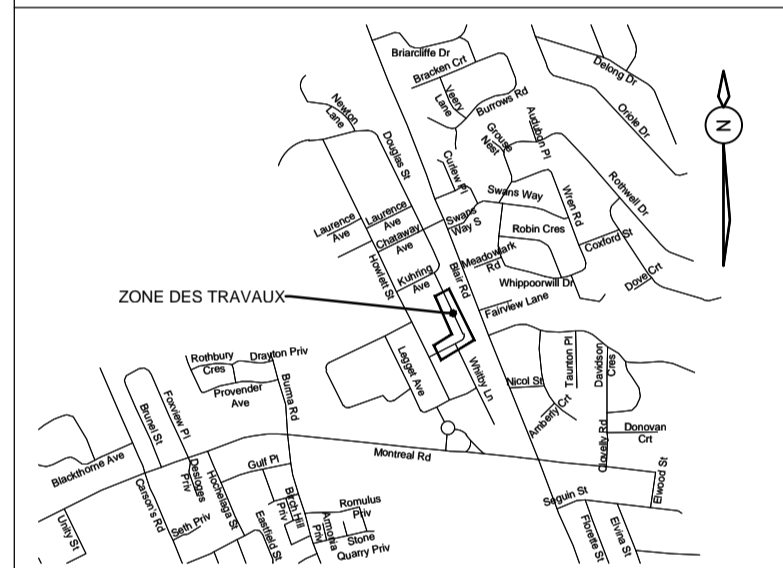 Briarcliffe Dr
Bracken Crt
Delong Dr
Veery
Lane
Burrows Rd
Newton
Lane
Oriole Dr
Audubon Pl
Grouse
Nest
Douglas St
Curlew Pl
Rothwell Dr
Swans Way
Wren Rd
Laurence
Ave
Laurence
Ave
Swans
Way S
Chataway
Ave
Robin Cres
Coxford St
Howlett St
Blair Rd
Meadowlark
Rd
Kuhring
Ave
Whippoorwill Dr
Dove Crt
ZONE DES TRAVAUX
Fairview Lane
N
Rothbury
Cres
Drayton Priv
Legget Ave
Whitby Ln
Taunton Pl
Davidson
Cres
Provender
Ave
Burma Rd
Nicol St
Foxview Pl
Brunel St
Amberly Crt
Clovelly Rd
Donovan
Crt
Blackthorne Ave
Montreal Rd
Gulf Pl
Desloges
Priv
Hochelaga St
Carson's Rd
Elwood St
Birch Hill
Priv
Seguin St
Romulus
Priv
Unity St
Seth Priv
Eastfield St
Armonia
Priv
Stone
Quarry Priv
Florette St
Elvina St